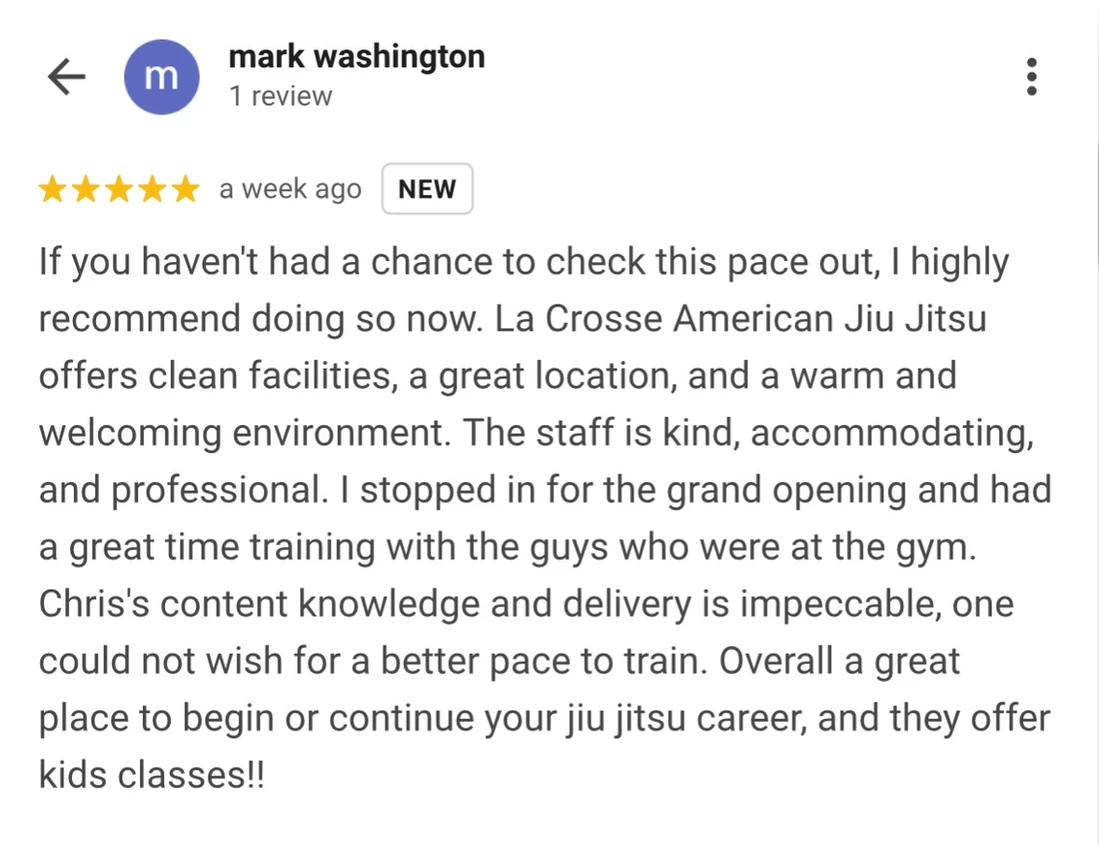 m
mark washington
1 review
a week ago
NEW
If you haven't had a chance to check this pace out, I highly
recommend doing so now. La Crosse American Jiu Jitsu
offers clean facilities, a great location, and a warm and
welcoming environment. The staff is kind, accommodating,
and professional. I stopped in for the grand opening and had
a great time training with the guys who were at the gym.
Chris's content knowledge and delivery is impeccable, one
could not wish for a better pace to train. Overall a great
place to begin or continue your jiu jitsu career, and they offer
kids classes!!